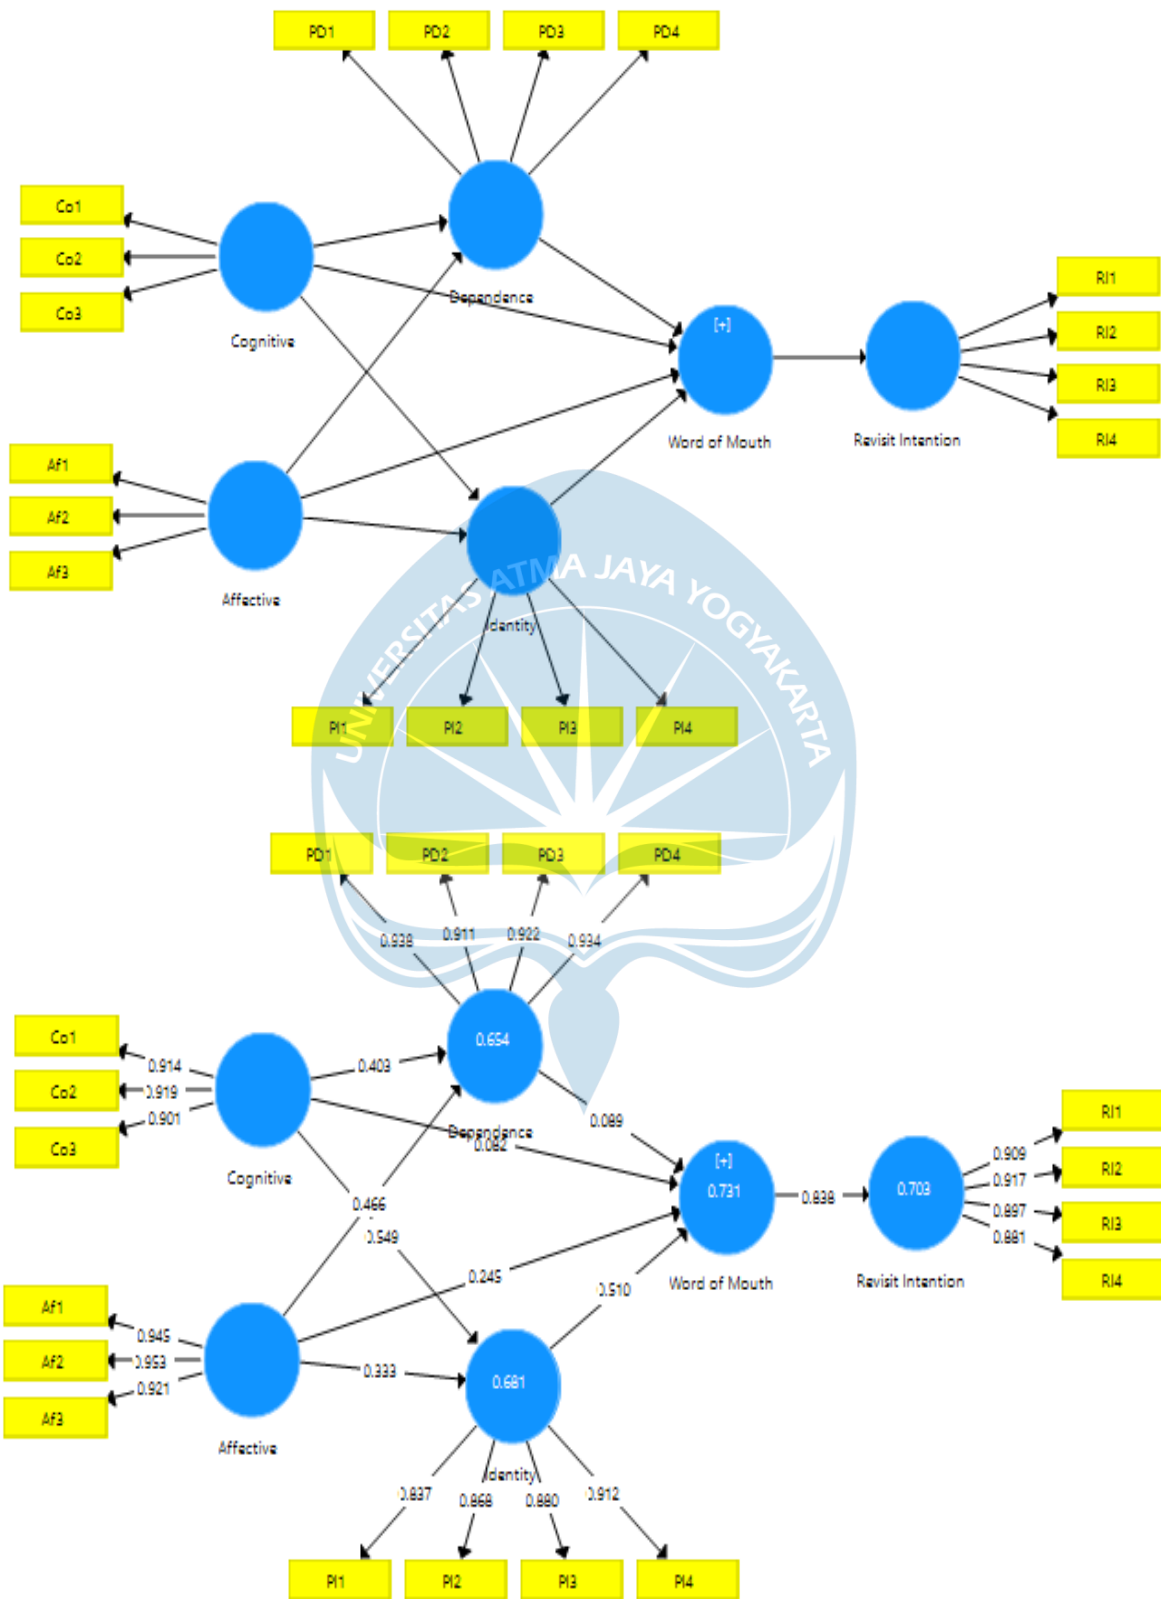 PD1 PD2 PD3 PD4
Co1
Co2
Co3
Dependence
Cognitive
[+]
Word of Mouth
Revisit Intention
RI1
RI2
RI3
RI4
Af1
Af2
Af3
Affective
Identity
UNIVERSITAS ATMA JAYA YOGYAKARTA
PI1 PI2 PI3 PI4
PD1 PD2 PD3 PD4
0.938 0.911 0.922 0.934
Co1
Co2
Co3
0.914
0.919
0.901
0.403
0.654
0.089
Dependence
0.082
Cognitive
0.466
0.549
[+]
0.731
0.838
0.703
Word of Mouth
Revisit Intention
0.909
0.917
0.897
0.881
RI1
RI2
RI3
RI4
0.245
0.510
Af1
Af2
Af3
0.945
0.953
0.921
0.333
0.681
Affective
Identity
0.837 0.868 0.880 0.912
PI1 PI2 PI3 PI4